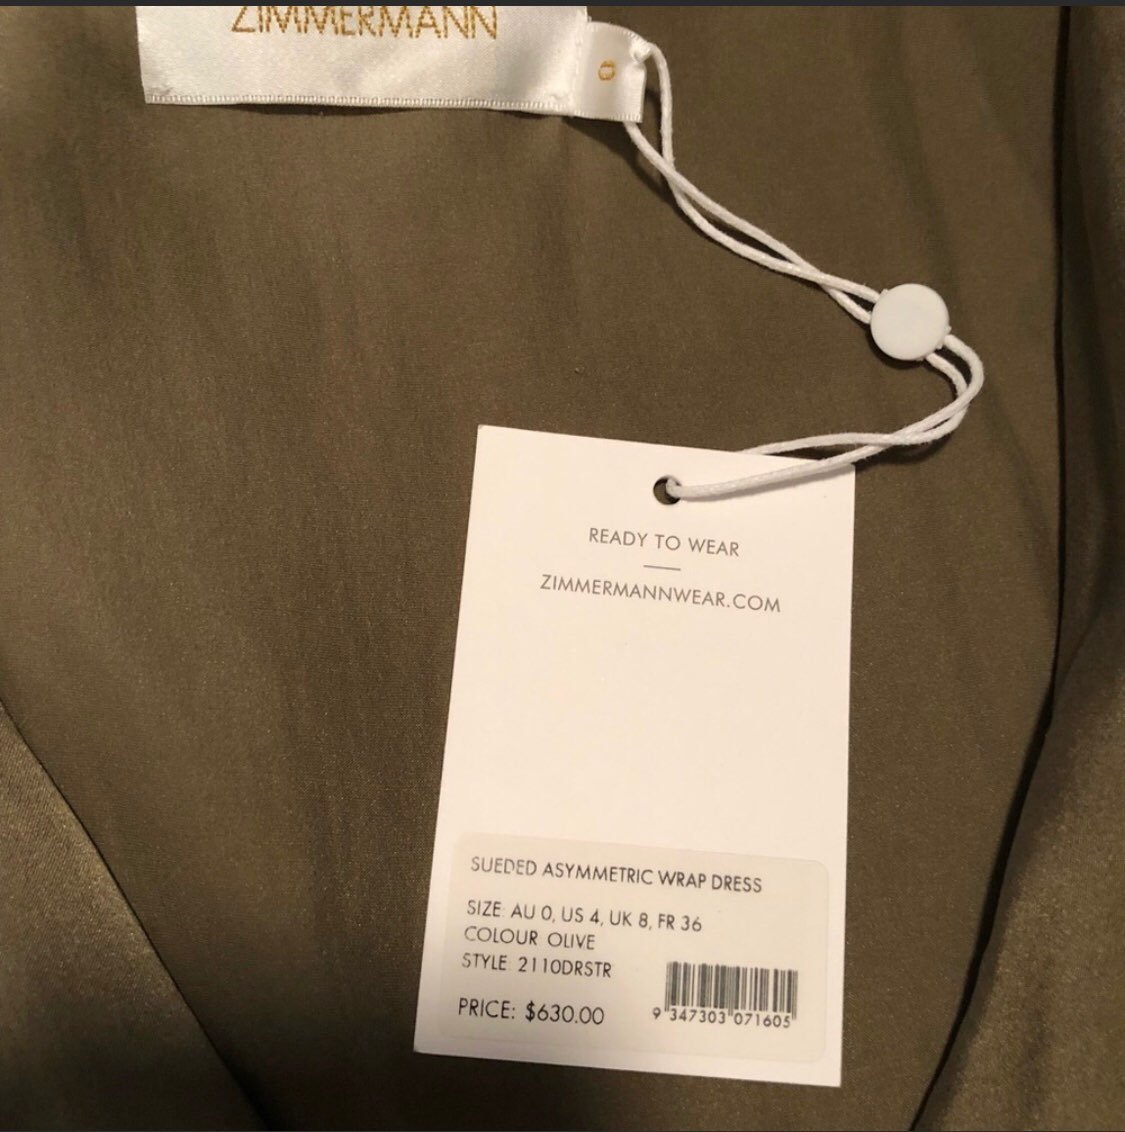 ZIMMERMANN
0
READY TO WEAR
ZIMMERMANNWEAR.COM
SUEDED ASYMMETRIC WRAP DRESS
SIZE: AU 0, US 4, UK 8, FR 36
COLOUR OLIVE
STYLE: 2110DRSTR
PRICE: $630.00
9 347303 071605